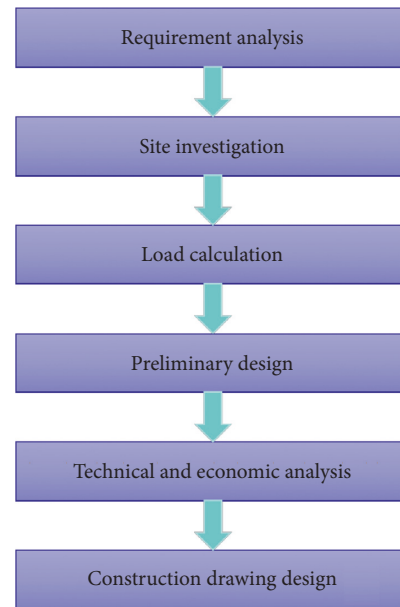 Requirement analysis
Site investigation
Load calculation
Preliminary design
Technical and economic analysis
Construction drawing design